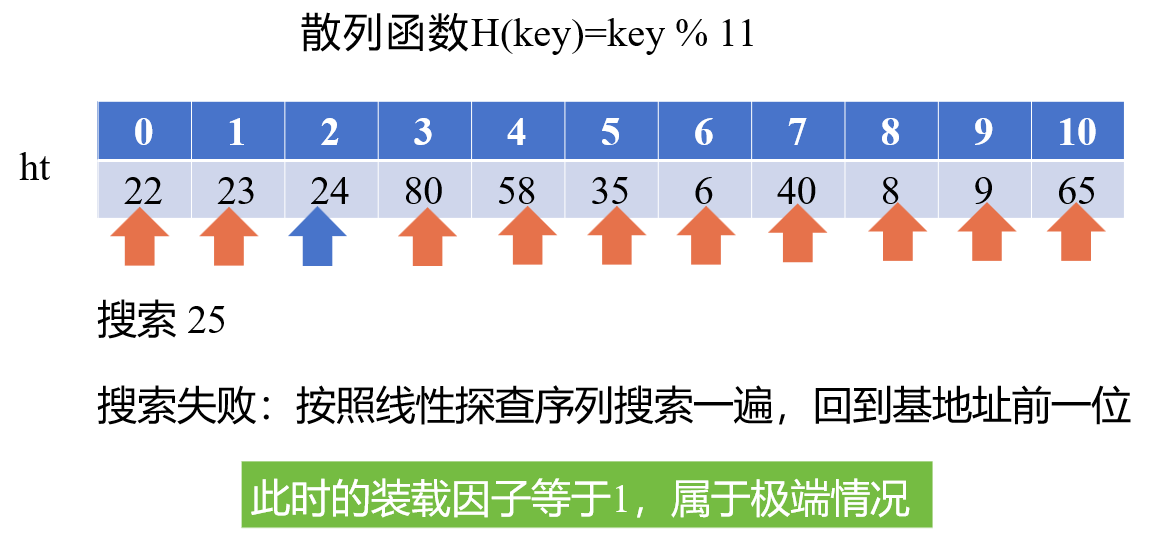 散列函数H(key)=key % 11
0 1 2 3 4 5 6 7 8 9 10
ht
22 23 24 80 58 35 6 40 8 9 65
搜索 25
搜索失败：按照线性探查序列搜索一遍，回到基地址前一位
此时的装载因子等于1，属于极端情况